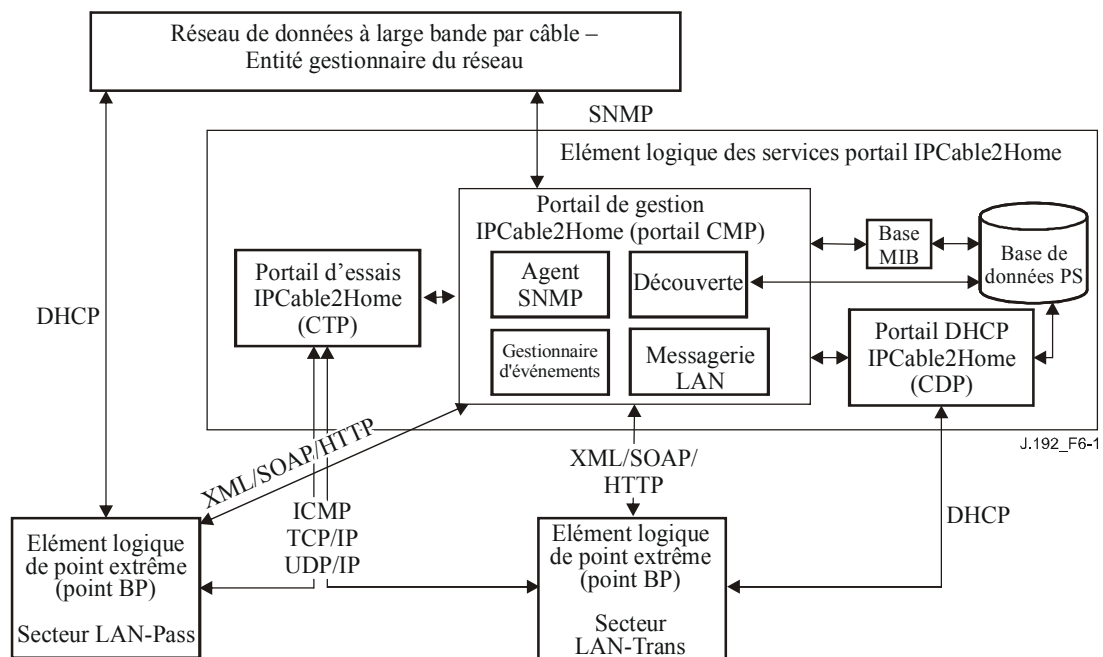 Réseau de données à large bande par câble –
Entité gestionnaire du réseau
SNMP
Elément logique des services portail IPCable2Home
Portail de gestion
IPCable2Home (portail CMP)
Base
MIB
Base de
données PS
Portail d'essais
IPCable2Home
(CTP)
Agent
SNMP
Découverte
DHCP
Portail DHCP
IPCable2Home
(CDP)
Gestionnaire
d'événements
Messagerie
LAN
J.192_F6-1
XML/SOAP/HTTP
XML/SOAP/
HTTP
ICMP
TCP/IP
UDP/IP
DHCP
Elément logique
de point extrême
(point BP)
Secteur LAN-Pass
Elément logique
de point extrême
(point BP)
Secteur
LAN-Trans